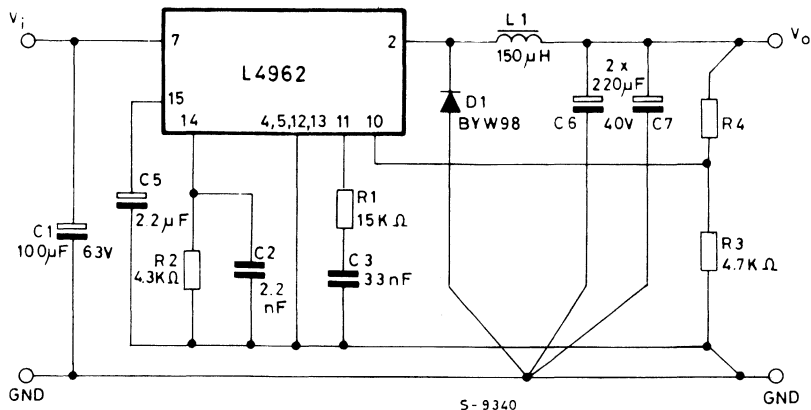 Vi
7
L4962
2
L1
150µH
Vo
15
14
4,5,12,13
11
10
D1
BYW98
2 x
220µF
C6
40V
C7
R4
C5
2.2µF
C1
100µF
63V
R2
4.3KΩ
C2
2.2
nF
R1
15KΩ
C3
33nF
R3
4.7KΩ
GND
GND
S-9340